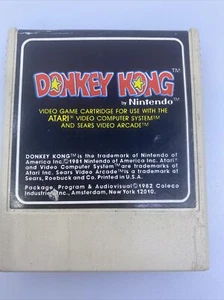 DONKEY KONG™
by Nintendo™
VIDEO GAME CARTRIDGE FOR USE WITH THE
ATARI® VIDEO COMPUTER SYSTEM™
AND SEARS VIDEO ARCADE™
DONKEY KONG™ is the trademark of Nintendo of
America Inc. © 1981 Nintendo of America Inc. Atari®
and Video Computer System™ are trademarks of
Atari Inc. Sears Video Arcade™ is a trademark of
Sears, Roebuck and Co. Printed in U.S.A.
Package, Program & Audiovisual © 1982 Coleco
Industries, Inc., Amsterdam, New York 12010.